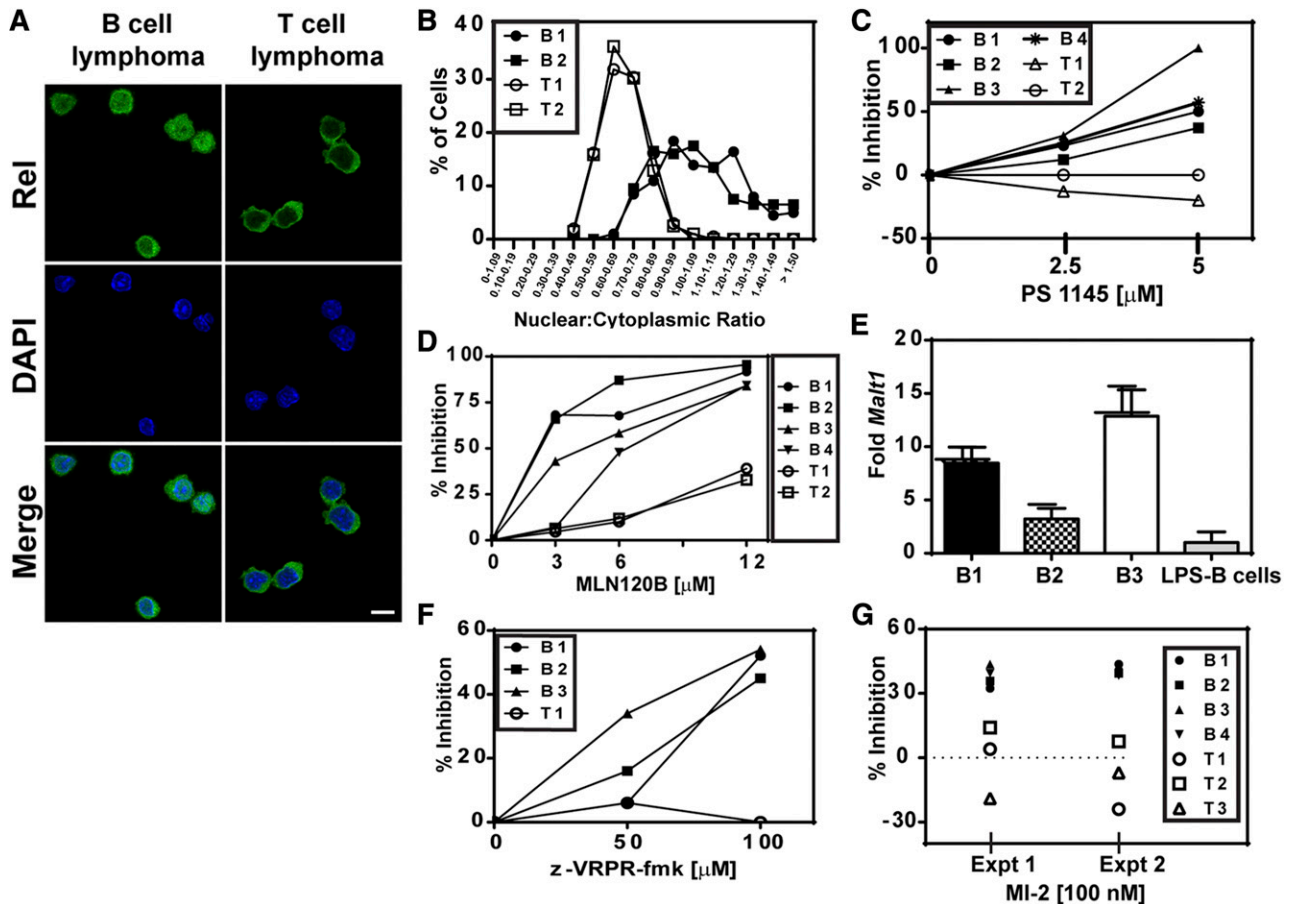 A
B cell lymphoma
T cell lymphoma
Rel
DAPI
Merge
B
% of Cells
40
30
20
10
0
B 1
B 2
T 1
T 2
0-1.09
0.10-0.19
0.20-0.29
0.30-0.39
0.40-0.49
0.50-0.59
0.60-0.69
0.70-0.79
0.80-0.89
0.90-0.99
1.00-1.09
1.10-1.19
1.20-1.29
1.30-1.39
1.40-1.49
> 1.50
Nuclear:Cytoplasmic Ratio
C
% Inhibition
100
50
0
-50
B 1
B 2
B 3
B 4
T 1
T 2
0
2.5
5
PS 1145 [μM]
D
% Inhibition
100
75
50
25
0
0
3
6
12
MLN120B [μM]
B 1
B 2
B 3
B 4
T 1
T 2
E
Fold Malt1
20
15
10
5
0
B1
B2
B3
LPS-B cells
F
% Inhibition
60
40
20
0
B 1
B 2
B 3
T 1
0
50
100
z-VRPR-fmk [μM]
G
% Inhibition
60
30
0
-30
B 1
B 2
B 3
B 4
T 1
T 2
T 3
Expt 1
Expt 2
MI-2 [100 nM]